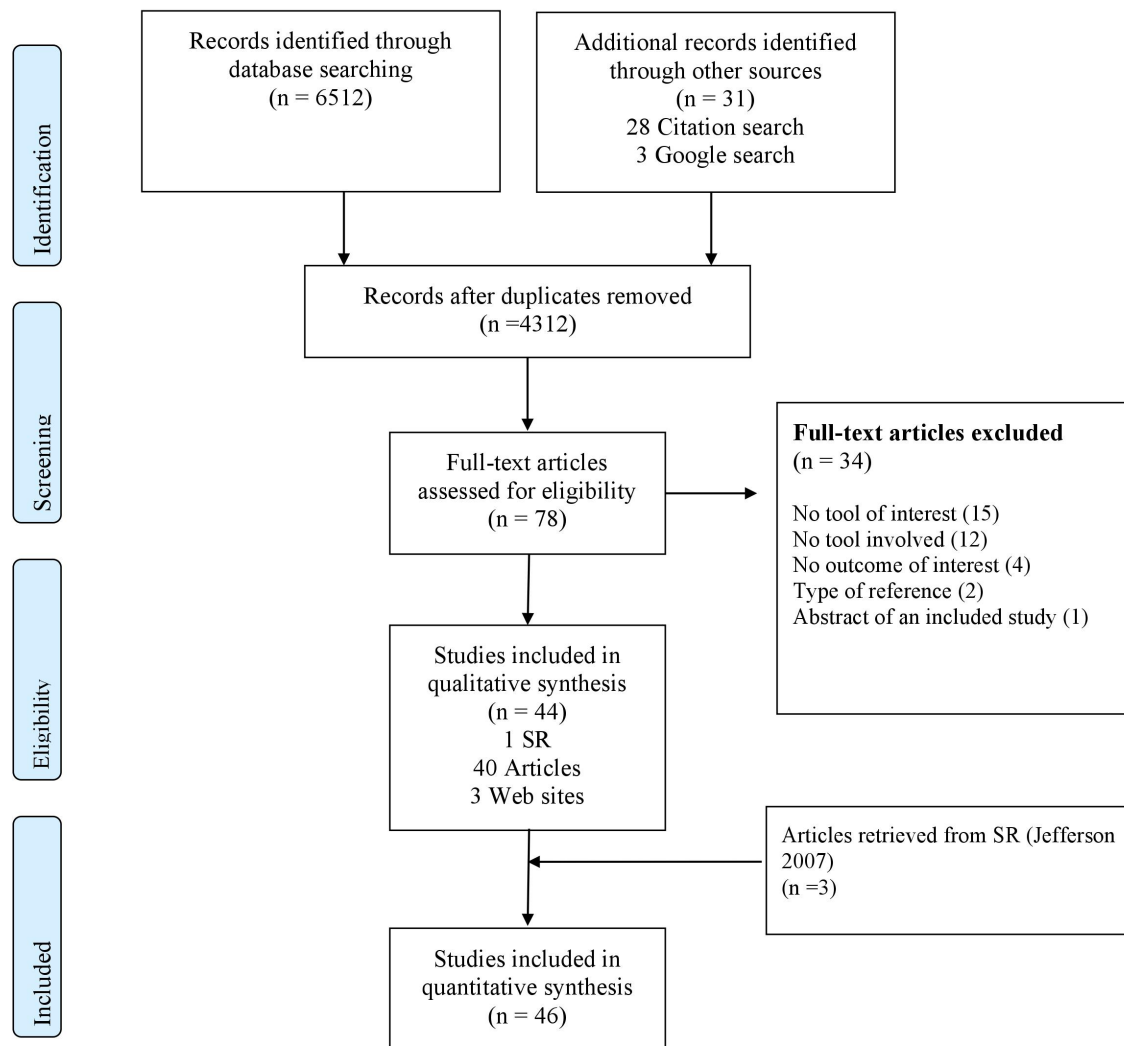 Identification
Records identified through
database searching
(n = 6512)
Additional records identified
through other sources
(n = 31)
28 Citation search
3 Google search
Records after duplicates removed
(n =4312)
Screening
Full-text articles
assessed for eligibility
(n = 78)
Full-text articles excluded
(n = 34)
No tool of interest (15)
No tool involved (12)
No outcome of interest (4)
Type of reference (2)
Abstract of an included study (1)
Eligibility
Studies included in
qualitative synthesis
(n = 44)
1 SR
40 Articles
3 Web sites
Articles retrieved from SR (Jefferson
2007)
(n =3)
Included
Studies included in
quantitative synthesis
(n = 46)